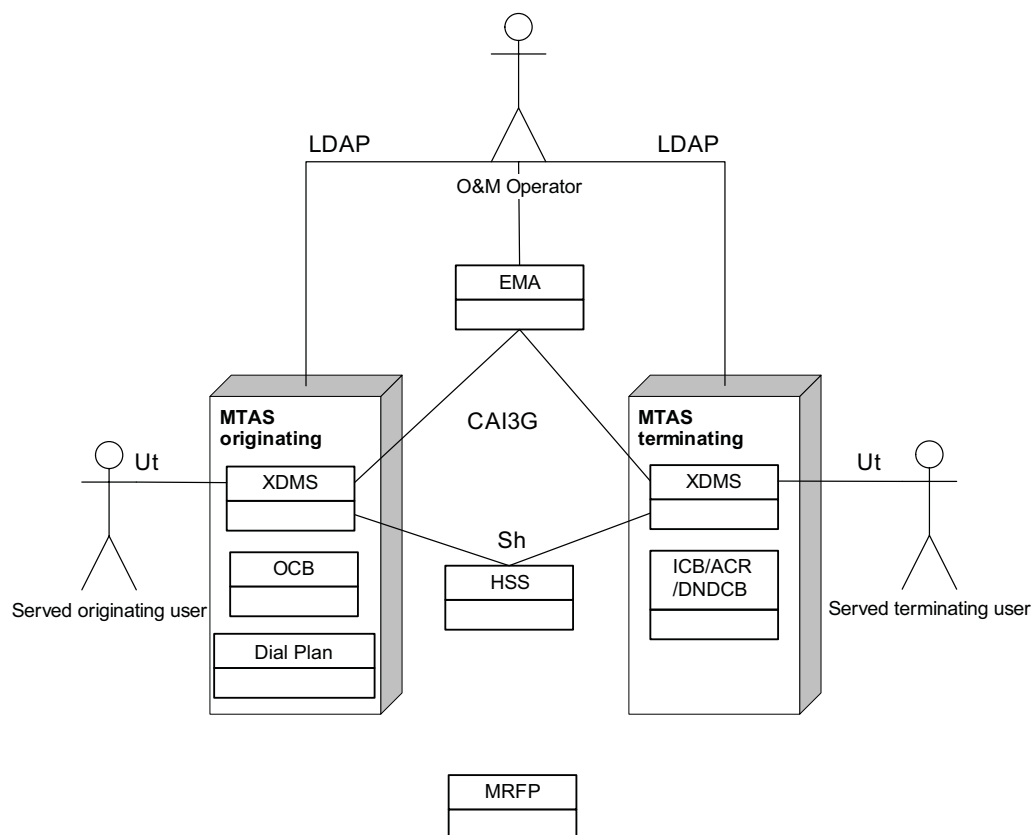 LDAP
LDAP
O&M Operator
EMA
MTAS
originating
CAI3G
MTAS
terminating
Ut
XDMS
XDMS
Ut
Sh
OCB
HSS
ICB/ACR
/DNDCB
Served originating user
Served terminating user
Dial Plan
MRFP